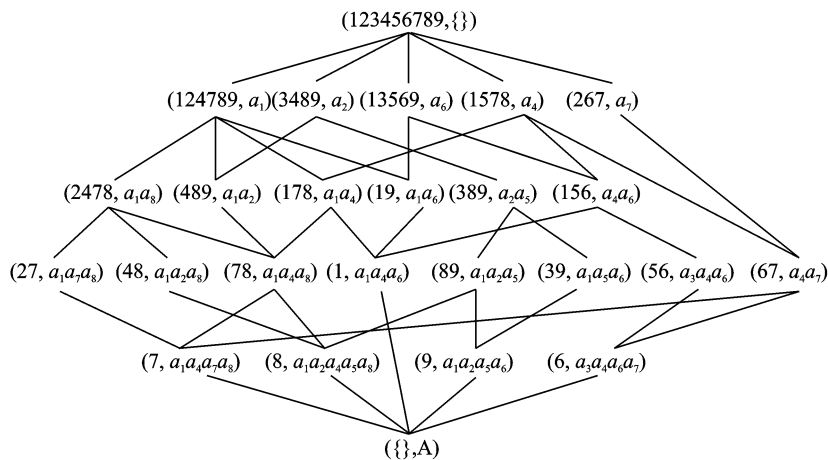 (123456789,{})
(124789, a₁)(3489, a₂)(13569, a₆)(1578, a₄) (267, a₇)
(2478, a₁a₈) (489, a₁a₂) (178, a₁a₄) (19, a₁a₆) (389, a₂a₅) (156, a₄a₆)
(27, a₁a₇a₈) (48, a₁a₂a₈) (78, a₁a₄a₈) (1, a₁a₄a₆) (89, a₁a₂a₅) (39, a₁a₅a₆) (56, a₃a₄a₆) (67, a₄a₇)
(7, a₁a₄a₇a₈) (8, a₁a₂a₄a₅a₈) (9, a₁a₂a₅a₆) (6, a₃a₄a₆a₇)
({},A)